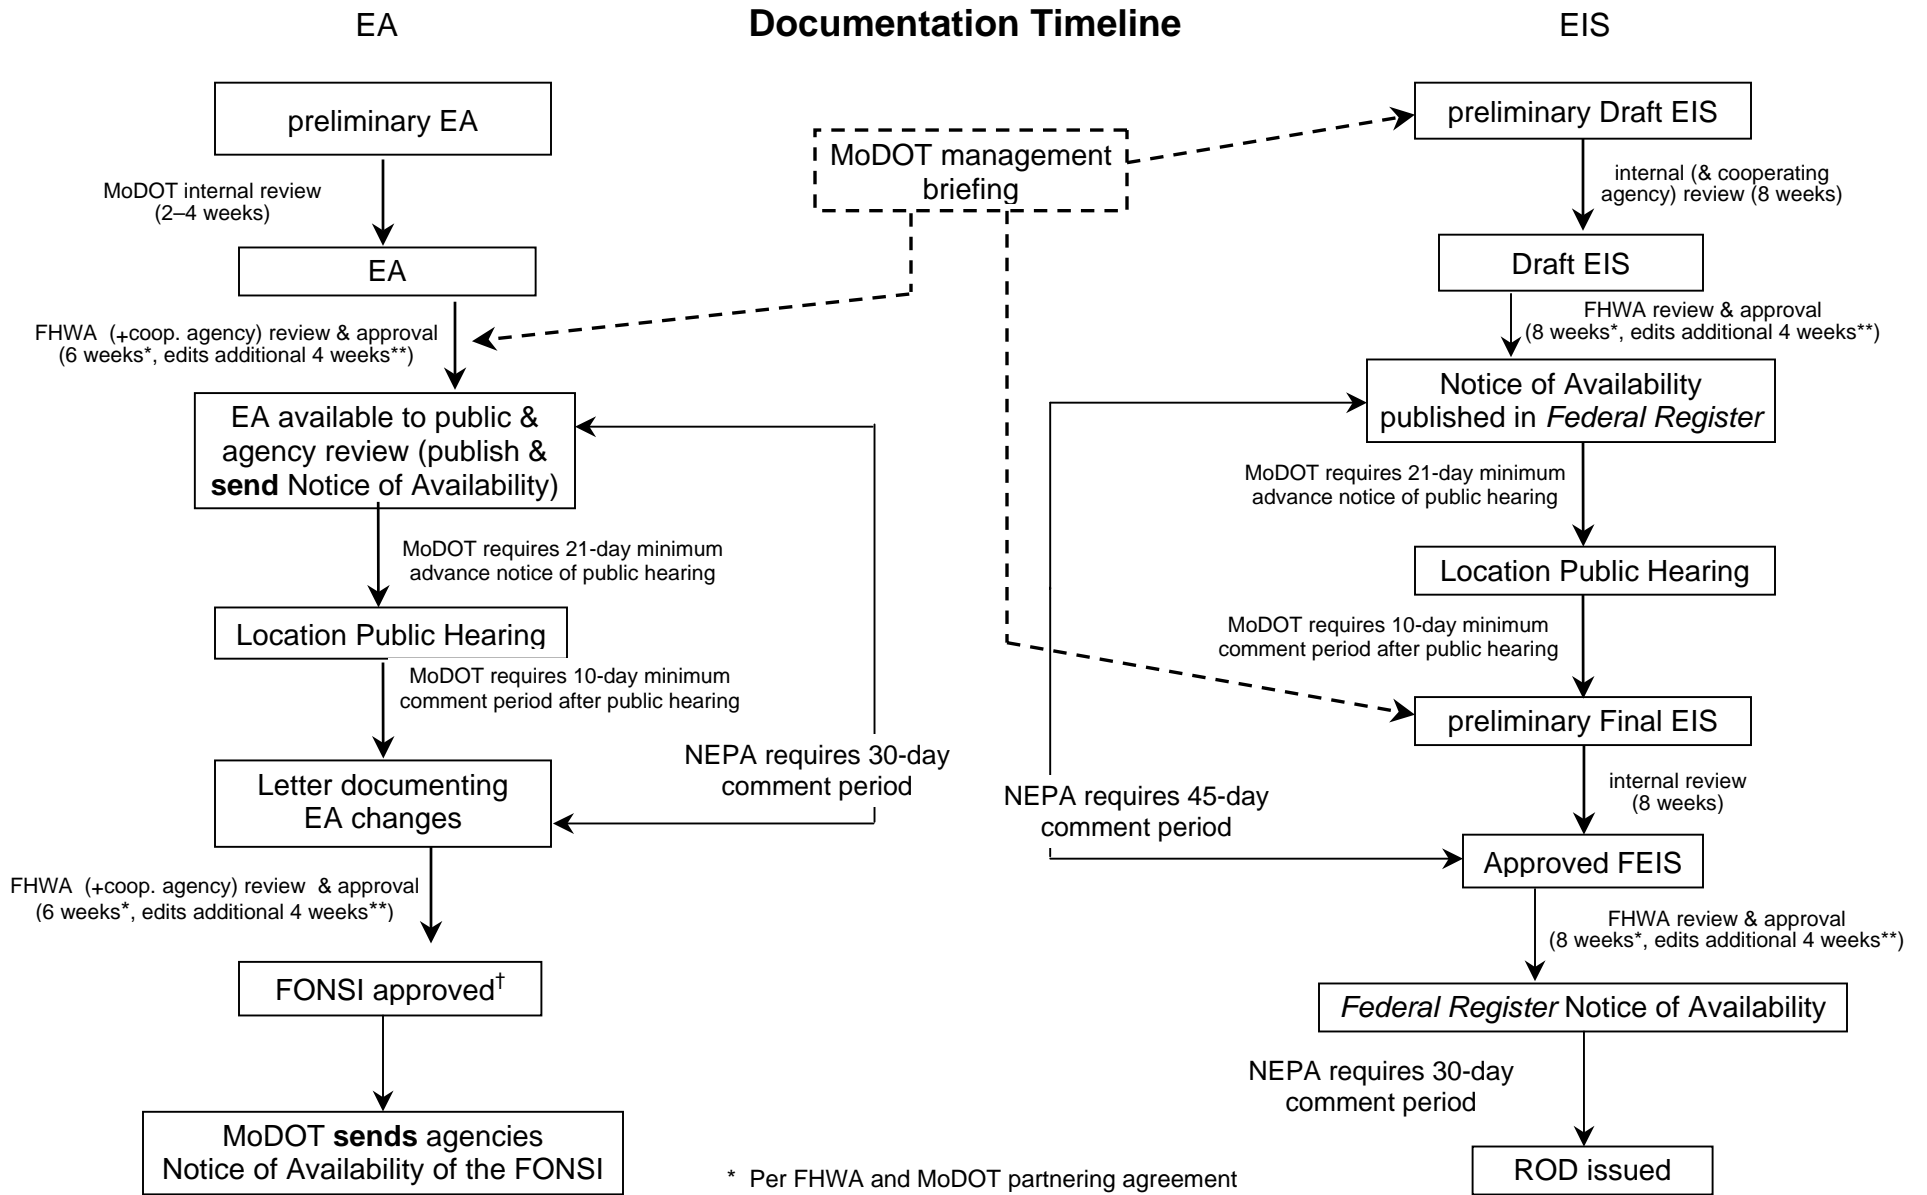 EA
Documentation Timeline
EIS
preliminary EA
MoDOT internal review
(2–4 weeks)
EA
FHWA (+coop. agency) review & approval
(6 weeks*, edits additional 4 weeks**)
EA available to public &
agency review (publish &
send Notice of Availability)
MoDOT requires 21-day minimum
advance notice of public hearing
Location Public Hearing
MoDOT requires 10-day minimum
comment period after public hearing
Letter documenting
EA changes
NEPA requires 30-day
comment period
FHWA (+coop. agency) review & approval
(6 weeks*, edits additional 4 weeks**)
FONSI approved†
MoDOT sends agencies
Notice of Availability of the FONSI
MoDOT management
briefing
preliminary Draft EIS
internal (& cooperating
agency) review (8 weeks)
Draft EIS
FHWA review & approval
(8 weeks*, edits additional 4 weeks**)
Notice of Availability
published in Federal Register
MoDOT requires 21-day minimum
advance notice of public hearing
Location Public Hearing
MoDOT requires 10-day minimum
comment period after public hearing
preliminary Final EIS
internal review
(8 weeks)
NEPA requires 45-day
comment period
Approved FEIS
FHWA review & approval
(8 weeks*, edits additional 4 weeks**)
Federal Register Notice of Availability
NEPA requires 30-day
comment period
ROD issued
* Per FHWA and MoDOT partnering agreement